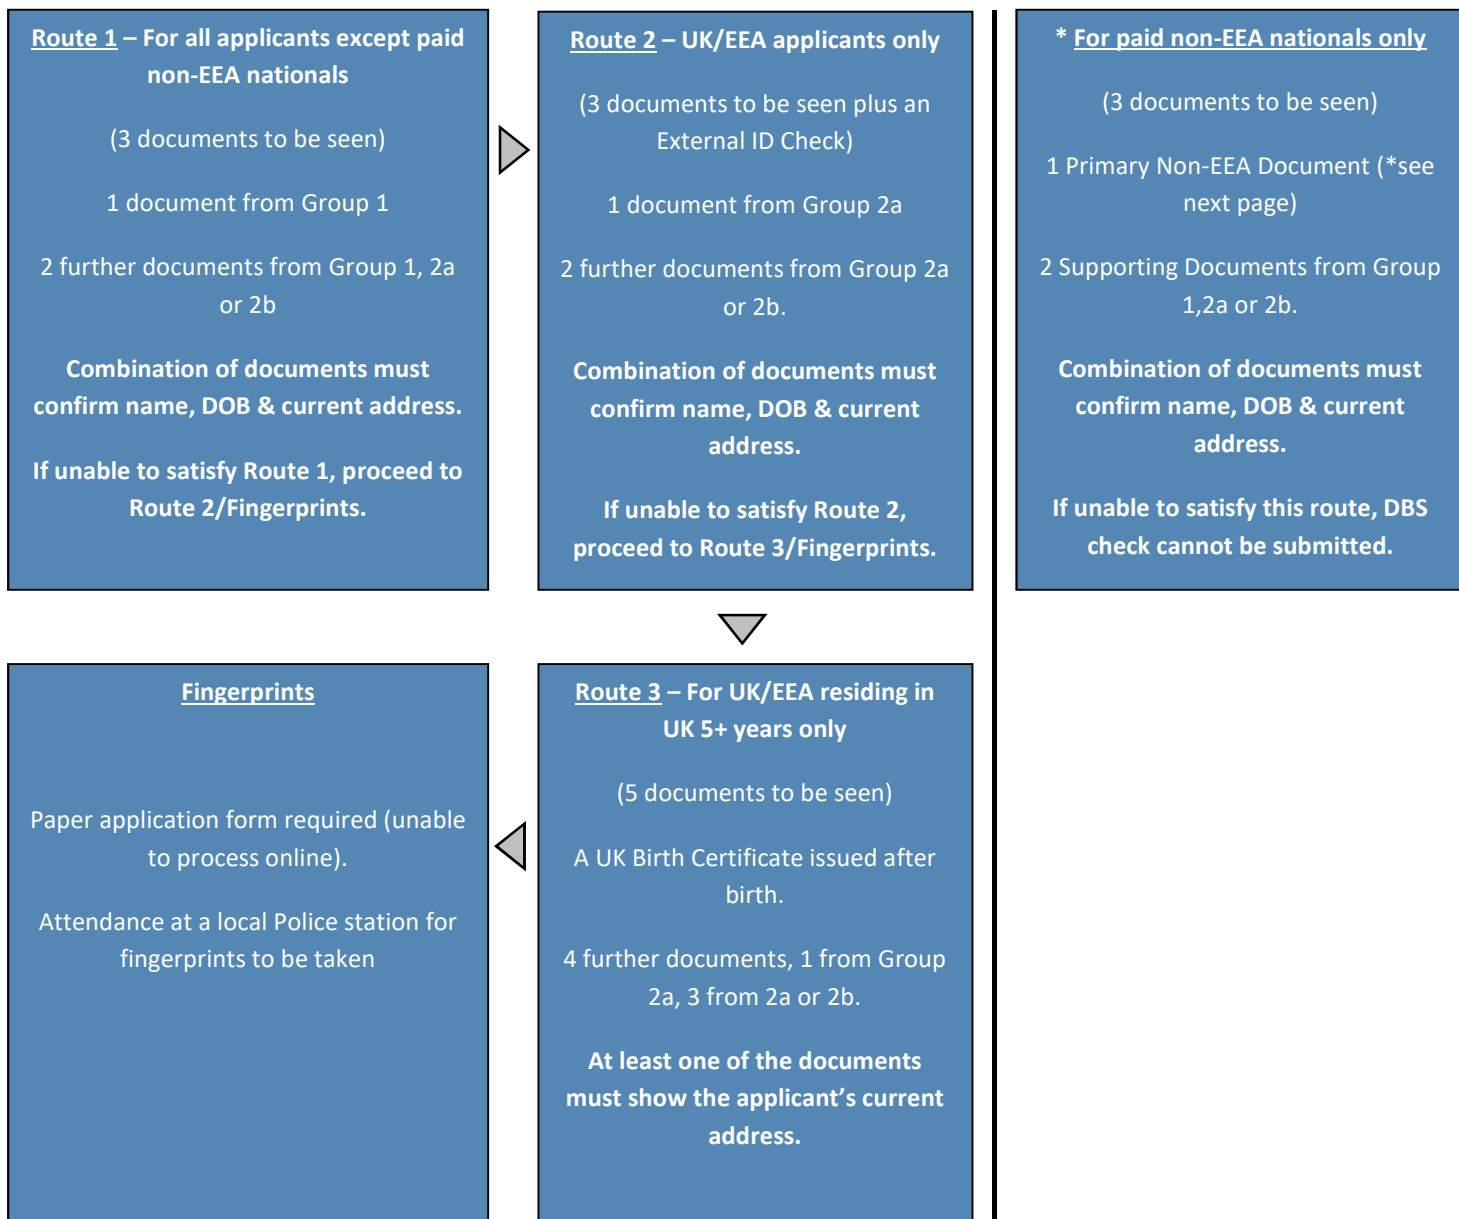 Route 1 – For all applicants except paid
non-EEA nationals
(3 documents to be seen)
1 document from Group 1
2 further documents from Group 1, 2a
or 2b
Combination of documents must
confirm name, DOB & current address.
If unable to satisfy Route 1, proceed to
Route 2/Fingerprints.
Route 2 – UK/EEA applicants only
(3 documents to be seen plus an
External ID Check)
1 document from Group 2a
2 further documents from Group 2a
or 2b.
Combination of documents must
confirm name, DOB & current
address.
If unable to satisfy Route 2,
proceed to Route 3/Fingerprints.
* For paid non-EEA nationals only
(3 documents to be seen)
1 Primary Non-EEA Document (*see
next page)
2 Supporting Documents from Group
1,2a or 2b.
Combination of documents must
confirm name, DOB & current
address.
If unable to satisfy this route, DBS
check cannot be submitted.
Fingerprints
Paper application form required (unable
to process online).
Attendance at a local Police station for
fingerprints to be taken
Route 3 – For UK/EEA residing in
UK 5+ years only
(5 documents to be seen)
A UK Birth Certificate issued after
birth.
4 further documents, 1 from Group
2a, 3 from 2a or 2b.
At least one of the documents
must show the applicant’s current
address.